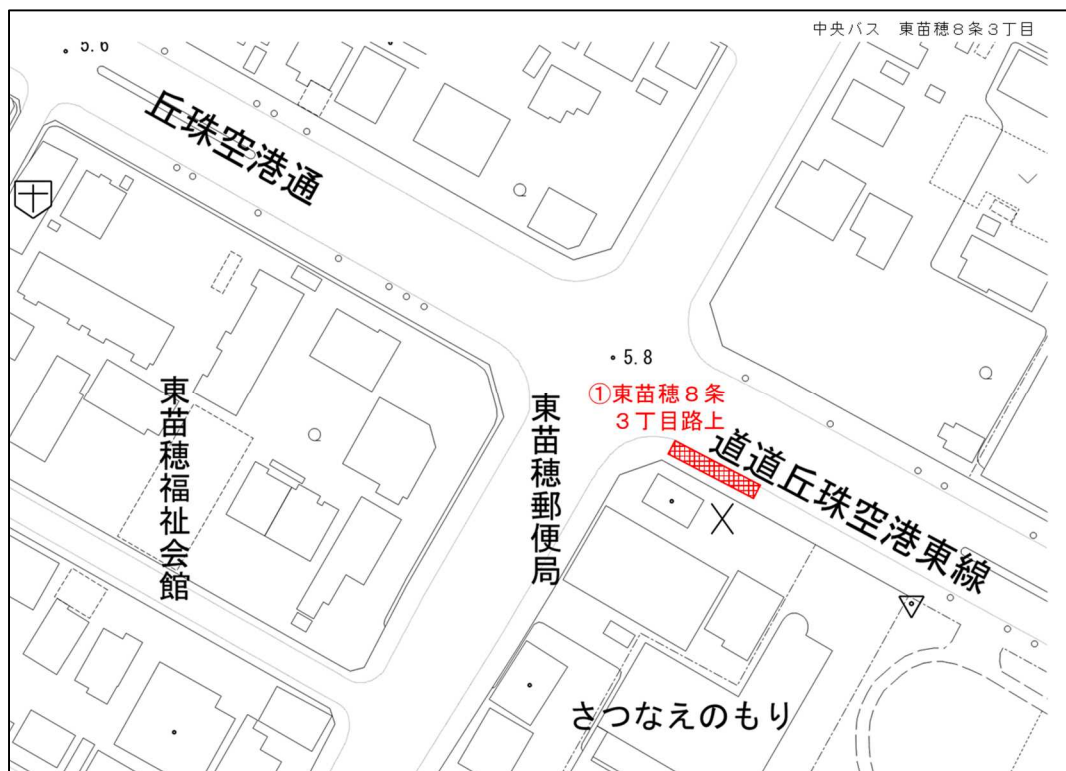 中央バス 東苗穂8条3丁目
5.6
丘珠空港通
5.8
①東苗穂8条
3丁目路上
道道丘珠空港東線
東苗穂福祉会館
東苗穂郵便局
さつなえのもり